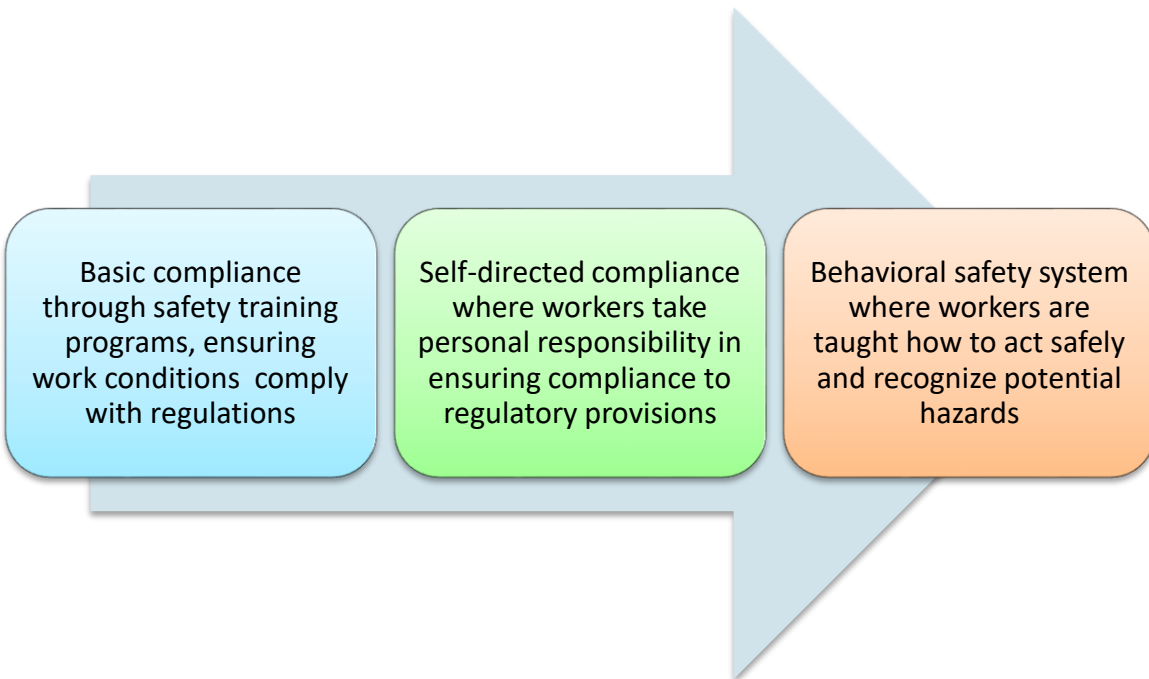 Basic compliance
through safety training
programs, ensuring
work conditions  comply
with regulations
Self-directed compliance
where workers take
personal responsibility in
ensuring compliance to
regulatory provisions
Behavioral safety system
where workers are
taught how to act safely
and recognize potential
hazards